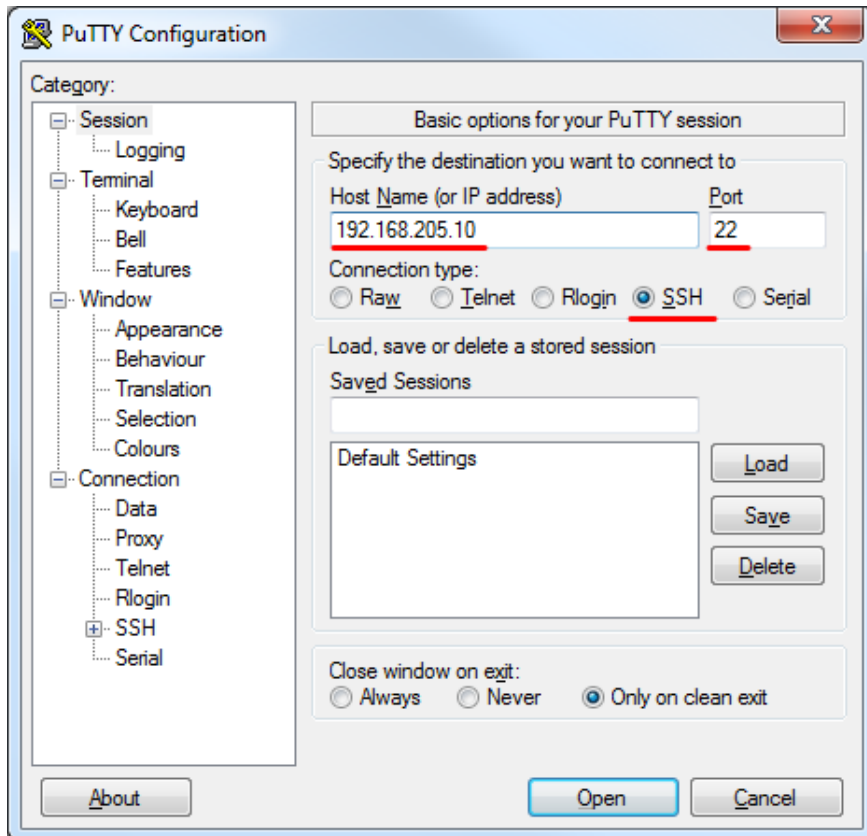 PuTTY Configuration
Category:
Session
Logging
Terminal
Keyboard
Bell
Features
Window
Appearance
Behaviour
Translation
Selection
Colours
Connection
Data
Proxy
Telnet
Rlogin
SSH
Serial
Basic options for your PuTTY session
Specify the destination you want to connect to
Host Name (or IP address) Port
192.168.205.10 22
Connection type:
Raw Telnet Rlogin SSH Serial
Load, save or delete a stored session
Saved Sessions
Default Settings
Load
Save
Delete
Close window on exit:
Always Never Only on clean exit
About Open Cancel